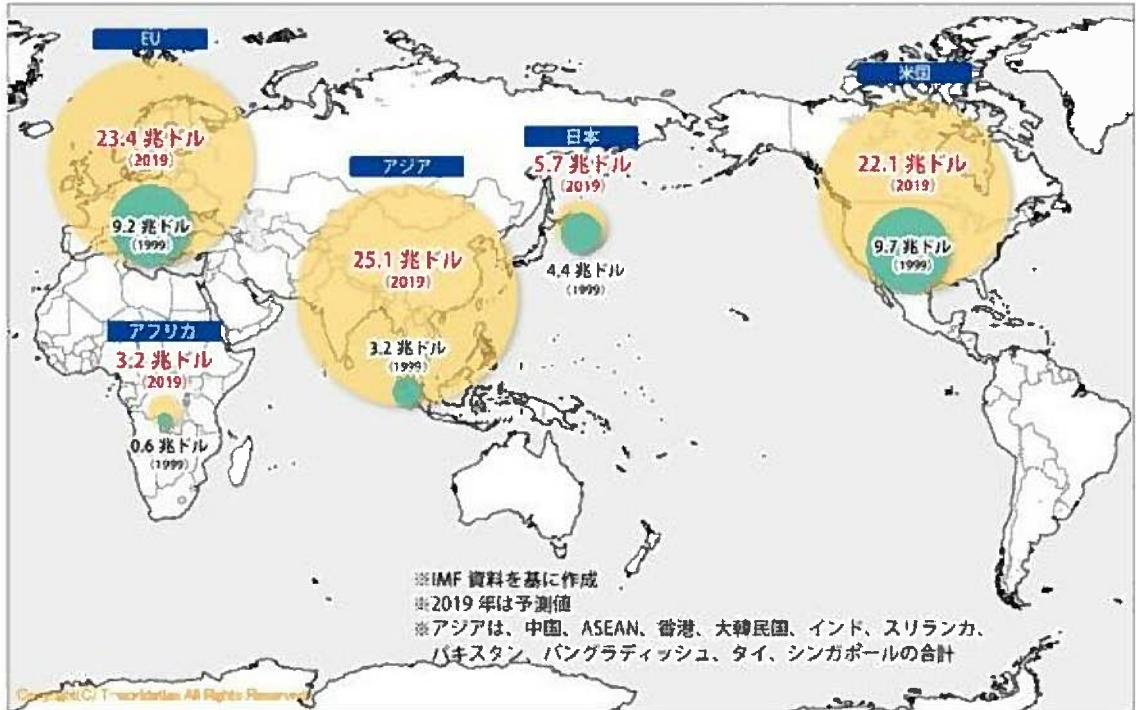 EU
23.4 兆ドル
(2019)
9.2 兆ドル
(1999)
アジア
25.1 兆ドル
(2019)
3.2 兆ドル
(1999)
日本
5.7 兆ドル
(2019)
4.4 兆ドル
(1999)
米国
22.1 兆ドル
(2019)
9.7 兆ドル
(1999)
アフリカ
3.2 兆ドル
(2019)
0.6 兆ドル
(1999)
※IMF 資料を基に作成
※2019 年は予測値
※アジアは、中国、ASEAN、香港、大韓民国、インド、スリランカ、
パキスタン、バングラディッシュ、タイ、シンガポールの合計
Copyright(C) T-worldatlas All Rights Reserved